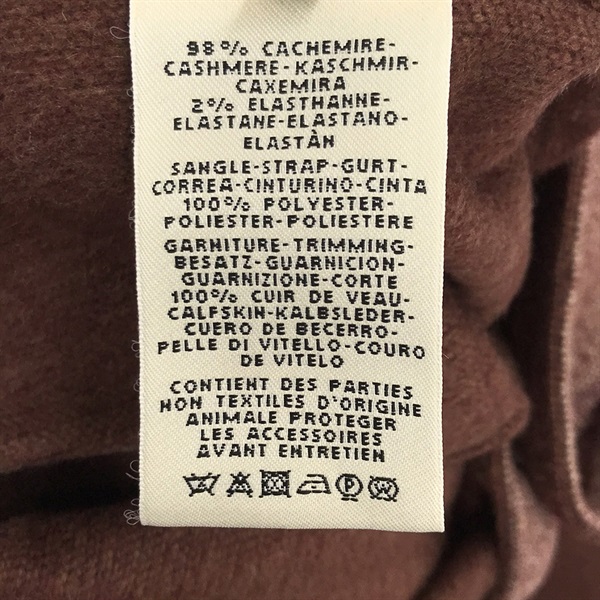 98% CACHEMIRE-
CASHMERE-KASCHMIR-
CAXEMIRA
2% ELASTHANNE-
ELASTANE-ELASTANO-
ELASTÀN
SANGLE-STRAP-GURT-
CORREA-CINTURINO-CINTA
100% POLYESTER-
POLIESTER-POLIESTERE
GARNITURE-TRIMMING-
BESATZ-GUARNICION-
GUARNIZIONE-CORTE
100% CUIR DE VEAU-
CALFSKIN-KALBSLEDER-
CUERO DE BECERRO-
PELLE DI VITELLO-COURO
DE VITELO
CONTIENT DES PARTIES
NON TEXTILES D'ORIGINE
ANIMALE PROTEGER
LES ACCESSOIRES
AVANT ENTRETIEN
P W